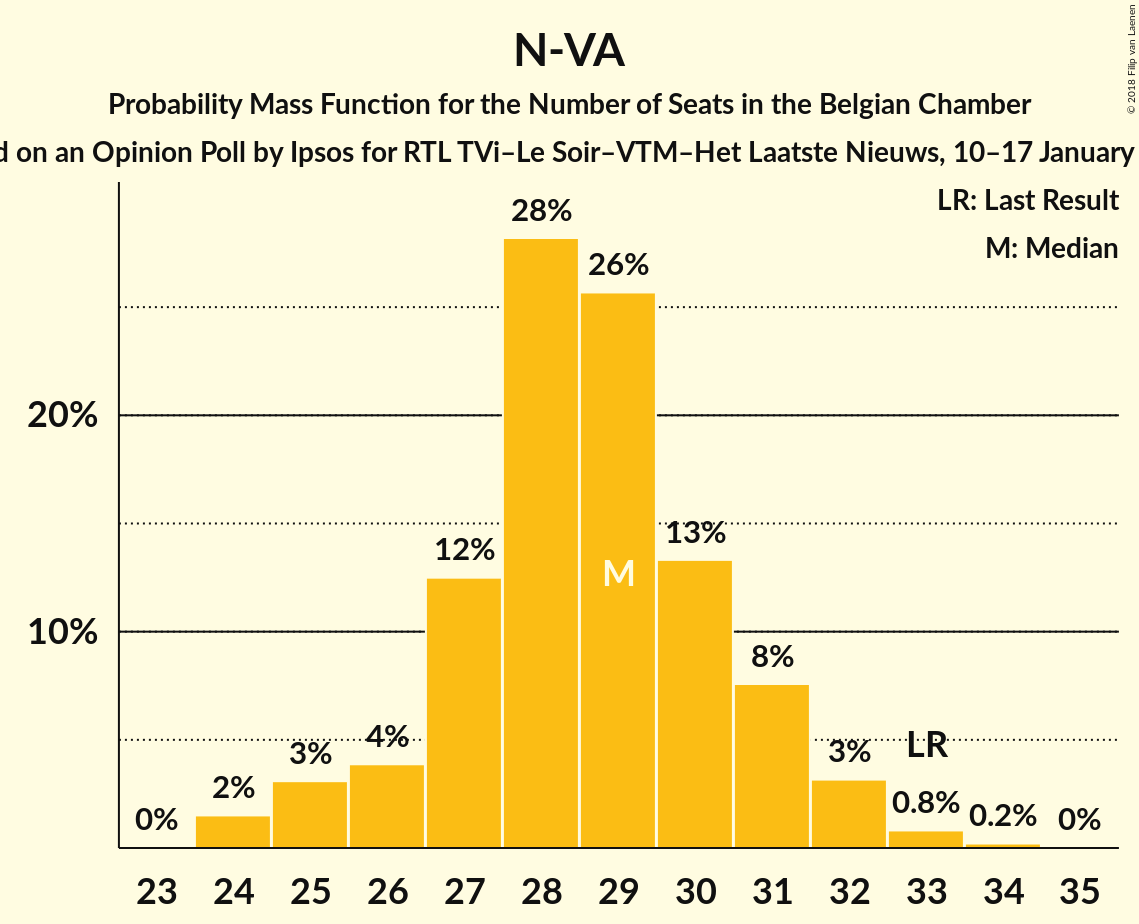 N-VA
Probability Mass Function for the Number of Seats in the Belgian Chamber
on an Opinion Poll by Ipsos for RTL TVi–Le Soir–VTM–Het Laatste Nieuws, 10–17 January
© 2018 Filip van Laenen
LR: Last Result
M: Median
28%
26%
20%
13%
12%
M
10%
8%
4%
3%
3%
LR
2%
0%
0.8%
0.2%
0%
23 24 25 26 27 28 29 30 31 32 33 34 35